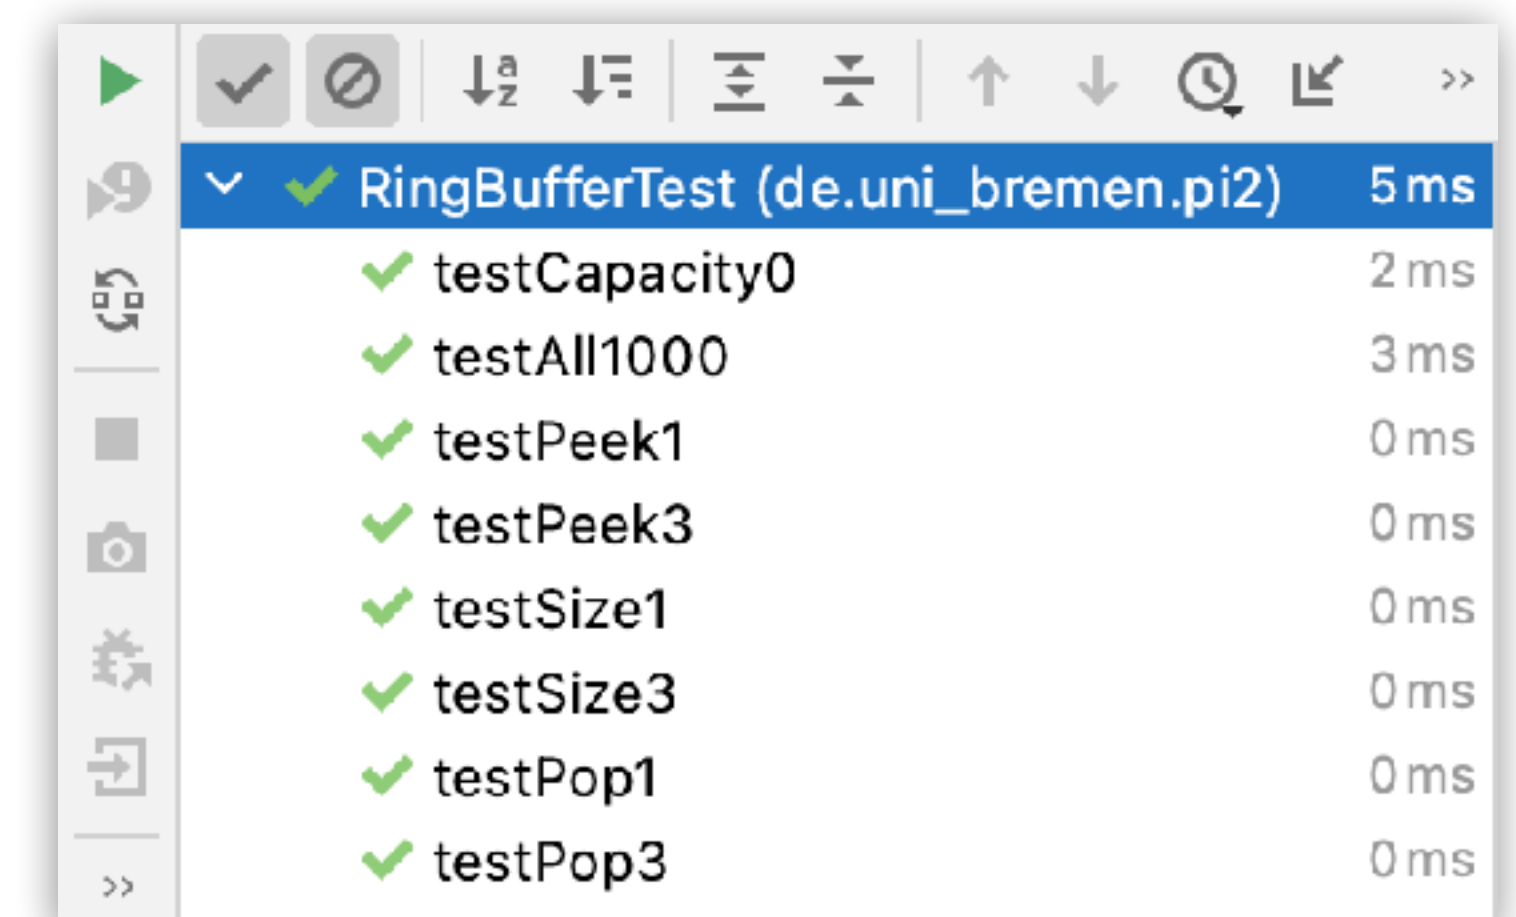 RingBufferTest (de.uni_bremen.pi2) 5 ms
testCapacity0 2 ms
testAll1000 3 ms
testPeek1 0 ms
testPeek3 0 ms
testSize1 0 ms
testSize3 0 ms
testPop1 0 ms
testPop3 0 ms